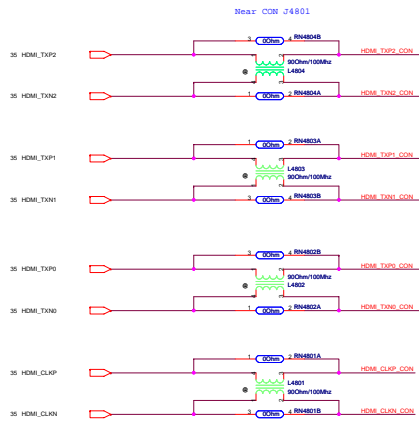 Near CON J4801
3 0Ohm 4 RN4804B
35 HDMI_TXP2 HDMI_TXP2_CON
90Ohm/100Mhz
L4804
35 HDMI_TXN2 1 0Ohm 2 RN4804A HDMI_TXN2_CON
1 0Ohm 2 RN4803A
35 HDMI_TXP1 HDMI_TXP1_CON
L4803
90Ohm/100Mhz
35 HDMI_TXN1 3 0Ohm 4 RN4803B HDMI_TXN1_CON
3 0Ohm 4 RN4802B
35 HDMI_TXP0 HDMI_TXP0_CON
90Ohm/100Mhz
L4802
35 HDMI_TXN0 1 0Ohm 2 RN4802A HDMI_TXN0_CON
1 0Ohm 2 RN4801A
35 HDMI_CLKP HDMI_CLKP_CON
L4801
90Ohm/100Mhz
35 HDMI_CLKN 3 0Ohm 4 RN4801B HDMI_CLKN_CON